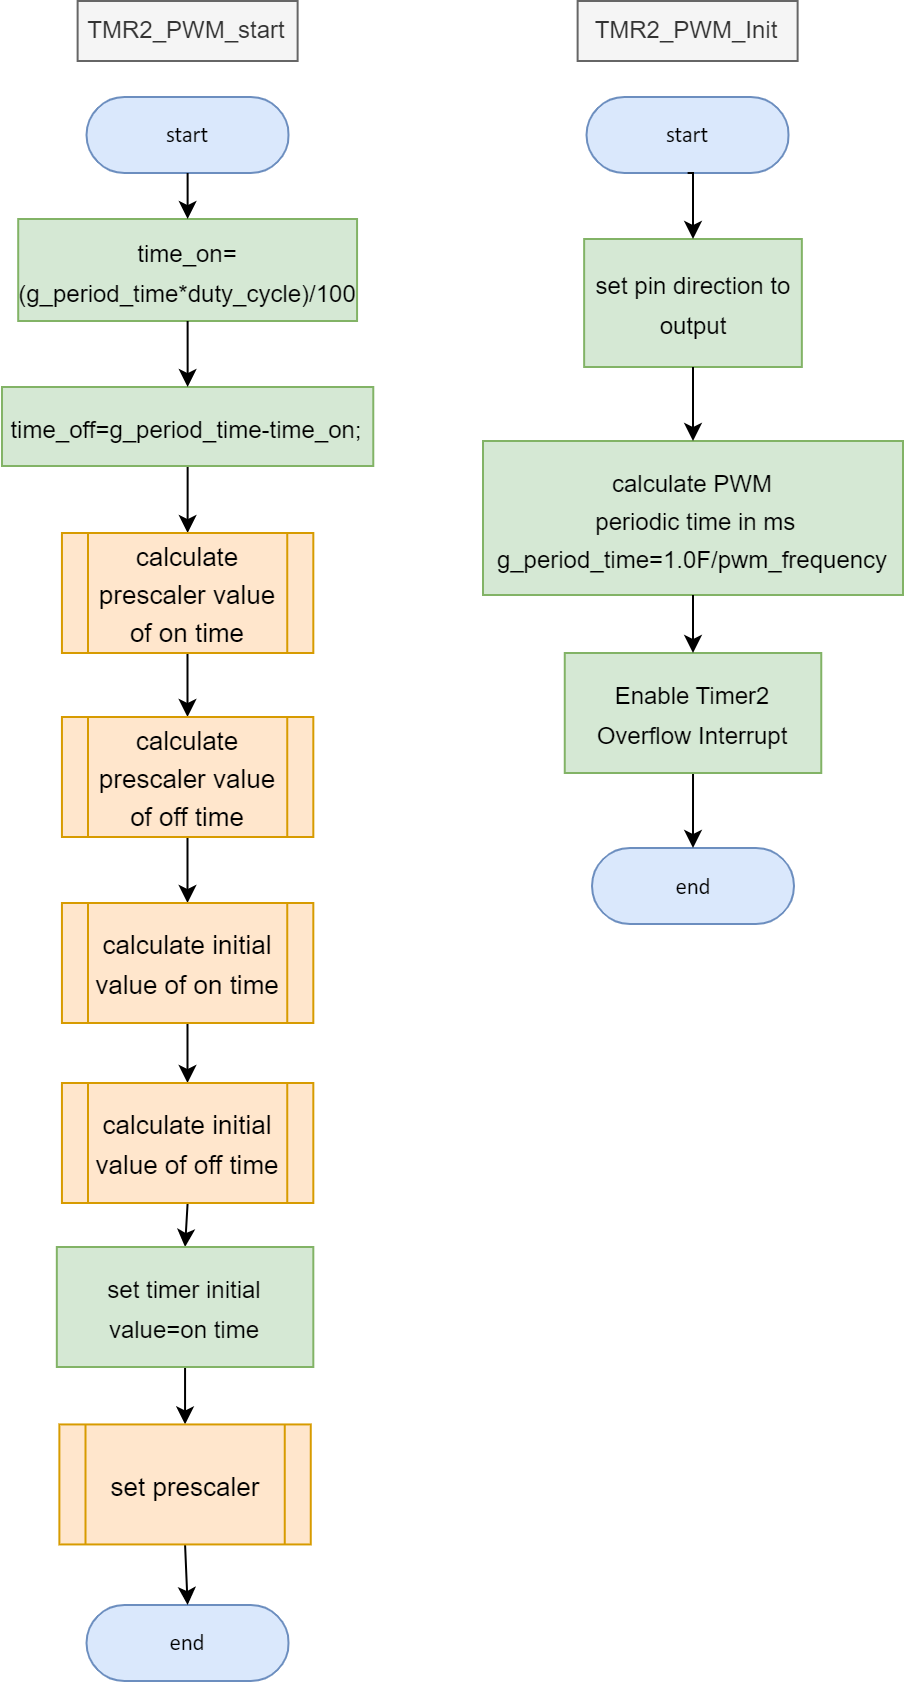 TMR2_PWM_start
start
time_on=
(g_period_time*duty_cycle)/100
time_off=g_period_time-time_on;
calculate
prescaler value
of on time
calculate
prescaler value
of off time
calculate initial
value of on time
calculate initial
value of off time
set timer initial
value=on time
set prescaler
end
TMR2_PWM_Init
start
set pin direction to
output
calculate PWM
periodic time in ms
g_period_time=1.0F/pwm_frequency
Enable Timer2
Overflow Interrupt
end